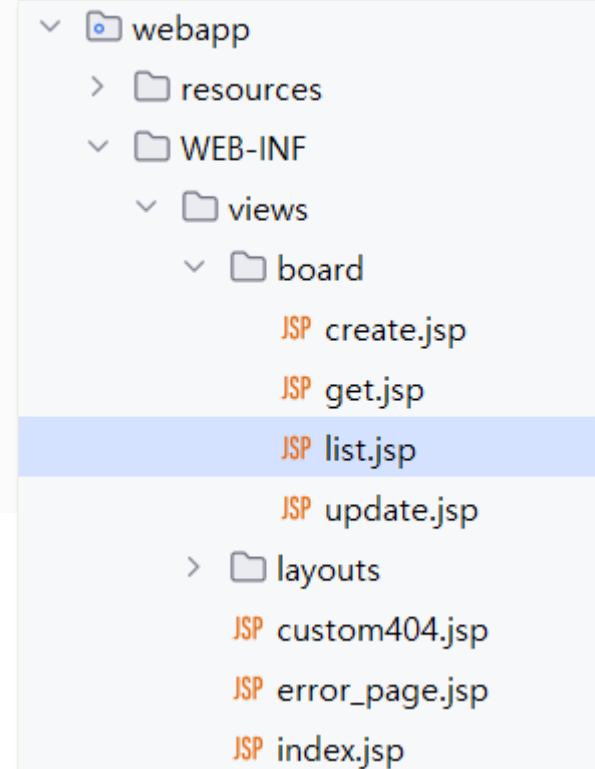 webapp
resources
WEB-INF
views
board
JSP create.jsp
JSP get.jsp
JSP list.jsp
JSP update.jsp
layouts
JSP custom404.jsp
JSP error_page.jsp
JSP index.jsp